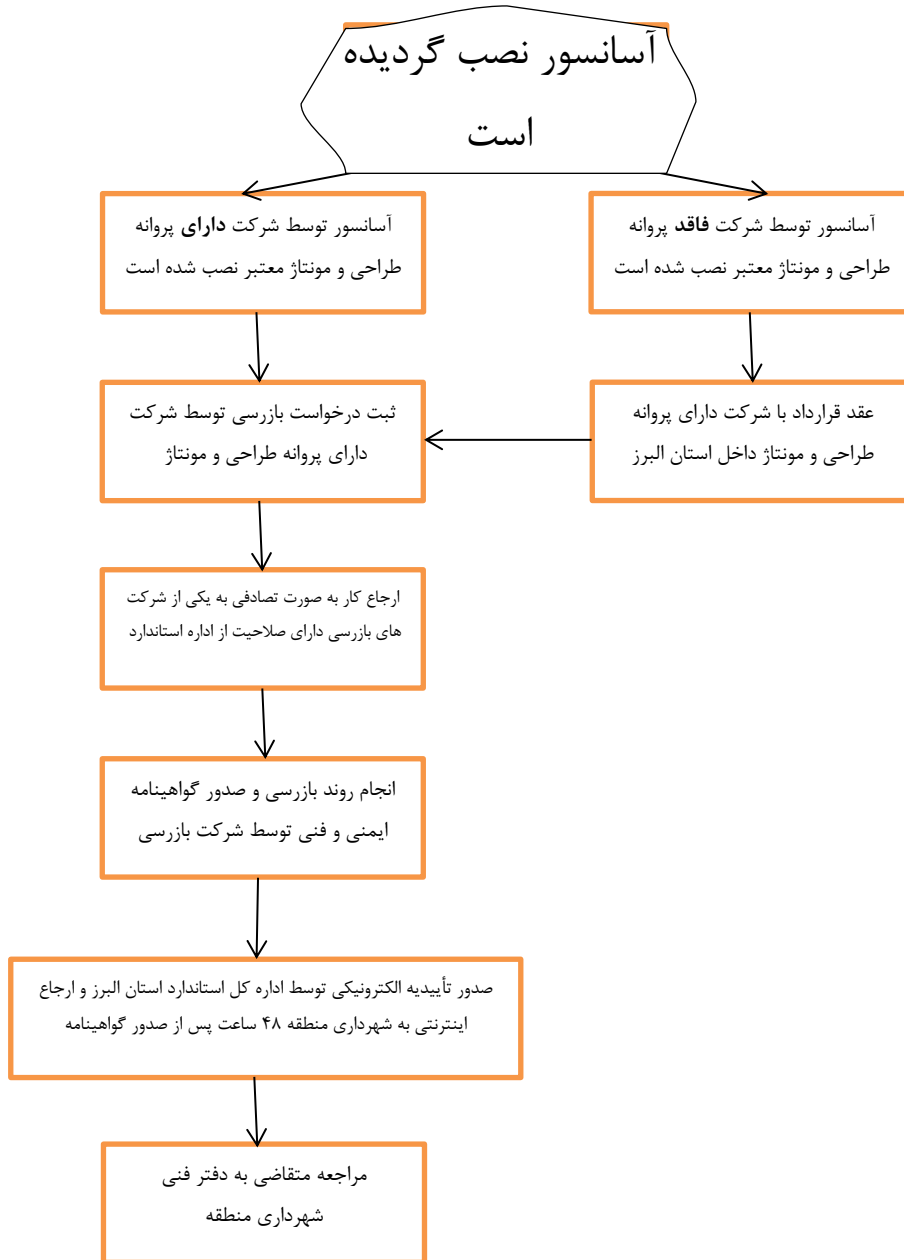 آسانسور نصب گردیده
است
آسانسور توسط شرکت فاقد پروانه
طراحی و مونتاژ معتبر نصب شده است
آسانسور توسط شرکت دارای پروانه
طراحی و مونتاژ معتبر نصب شده است
عقد قرارداد با شرکت دارای پروانه
طراحی و مونتاژ داخل استان البرز
ثبت درخواست بازرسی توسط شرکت
دارای پروانه طراحی و مونتاژ
ارجاع کار به صورت تصادفی به یکی از شرکت
های بازرسی دارای صلاحیت از اداره استاندارد
انجام روند بازرسی و صدور گواهینامه
ایمنی و فنی توسط شرکت بازرسی
صدور تأییدیه الکترونیکی توسط اداره کل استاندارد استان البرز و ارجاع
اینترنتی به شهرداری منطقه ۴۸ ساعت پس از صدور گواهینامه
مراجعه متقاضی به دفتر فنی
شهرداری منطقه